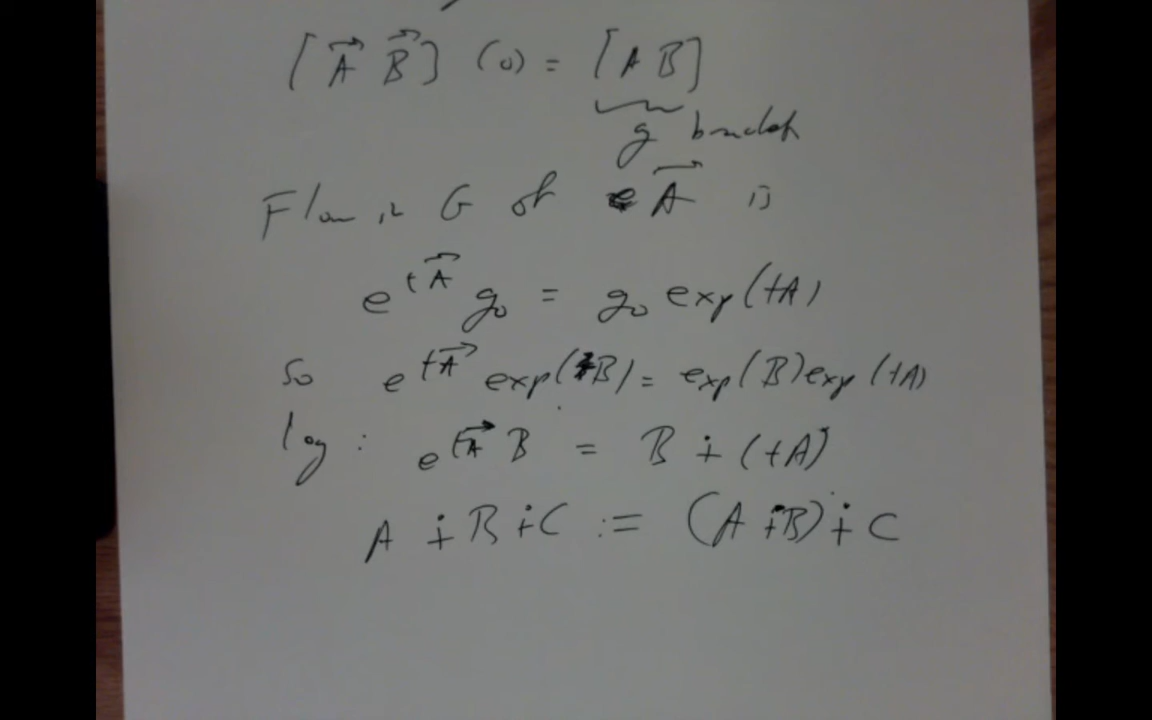 [A⃗ B⃗] (0) = [A B]
g bracket
Flow in G of A⃗ is
e^{tA⃗} g₀ = g₀ exp(tA)
So e^{tA⃗} exp(B) = exp(B) exp(tA)
log : e^{tA⃗} B = B ∔ (tA)
A ∔ B ∔ C := (A ∔ B) ∔ C